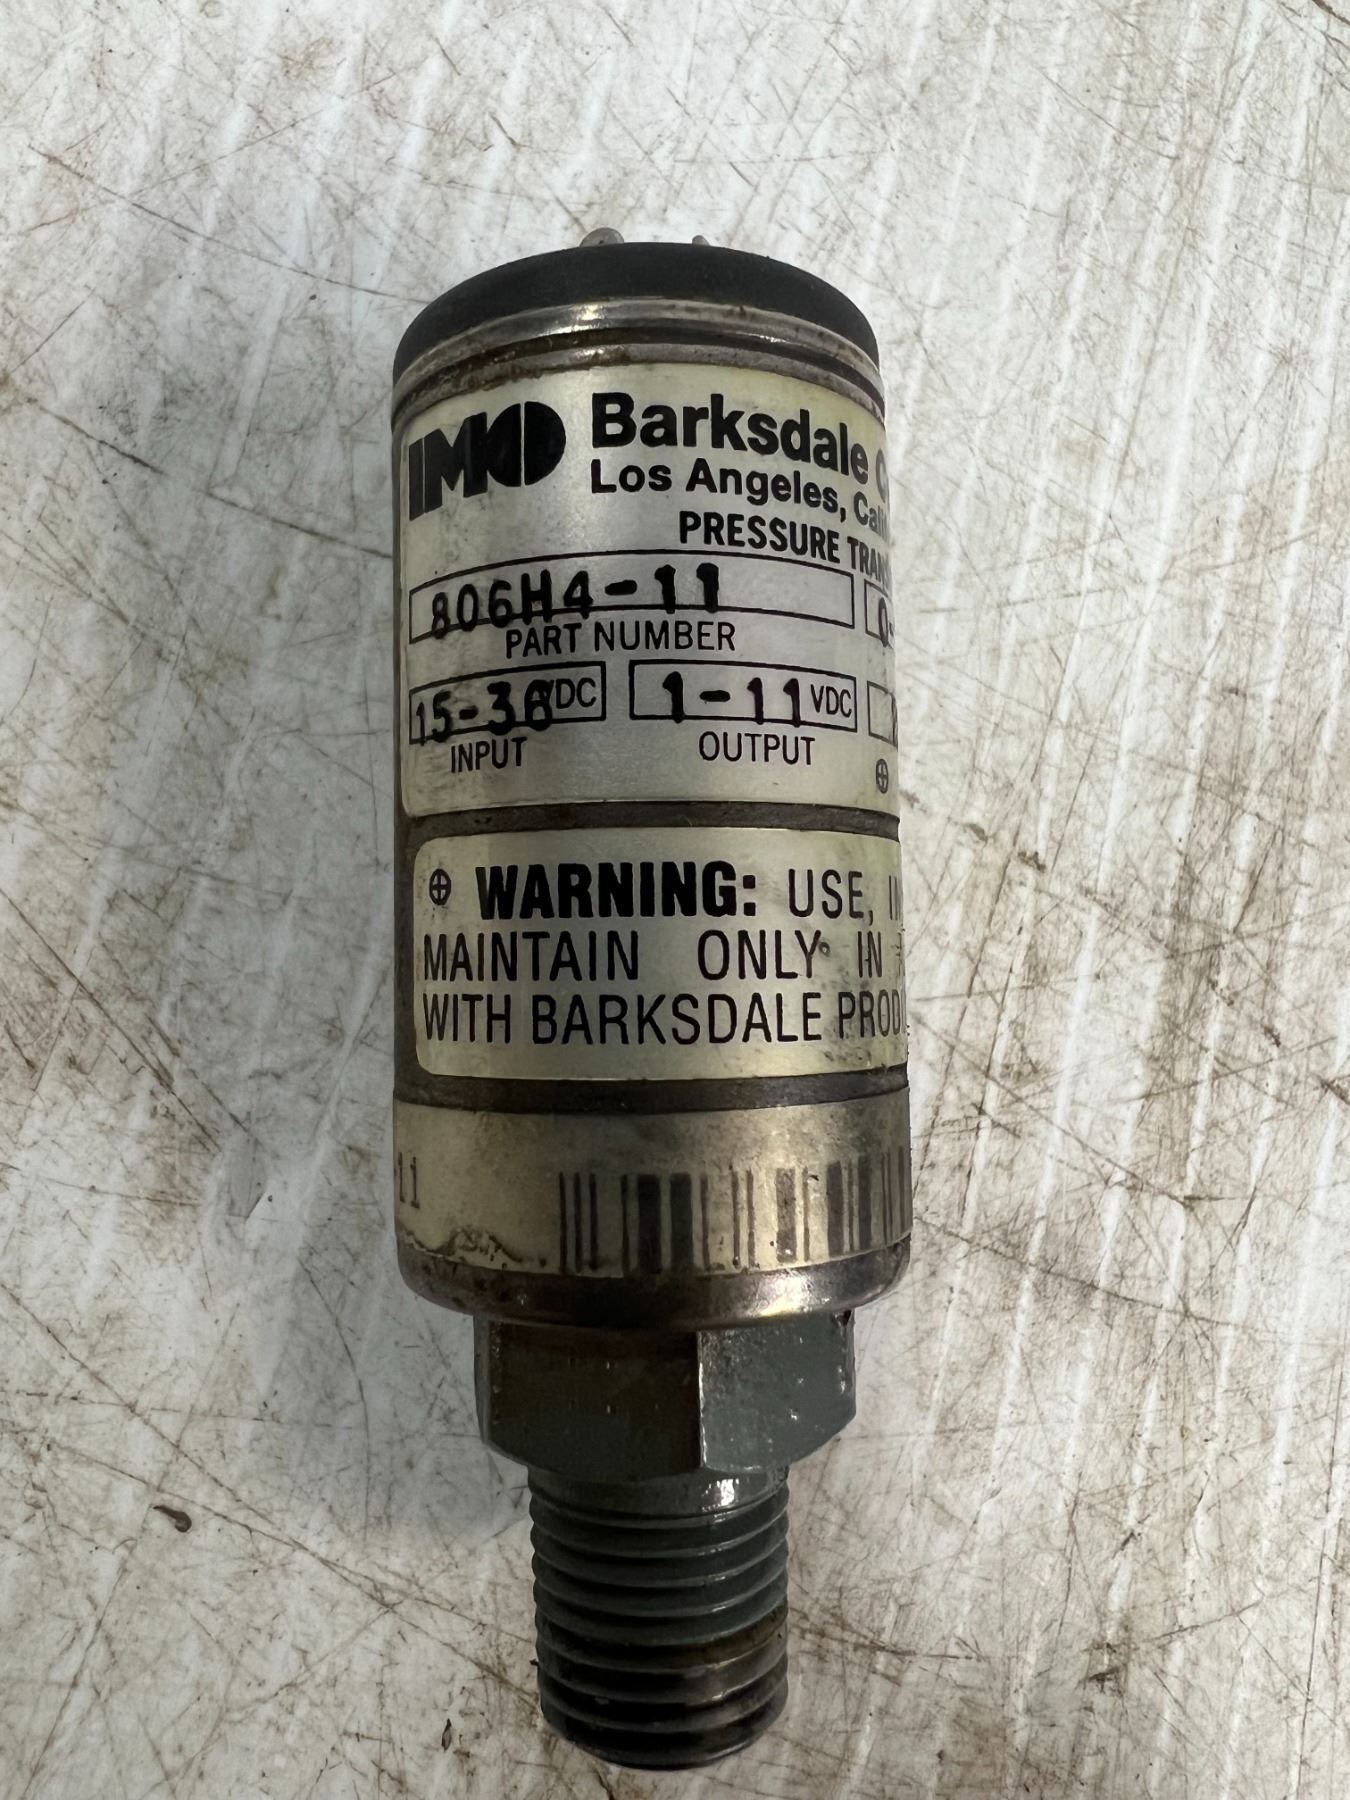 IMO Barksdale
Los Angeles,
PRESSURE
806H4-11
PART NUMBER
15-36 VDC
1-11 VDC
INPUT
OUTPUT
WARNING: USE,
MAINTAIN ONLY IN
WITH BARKSDALE
11